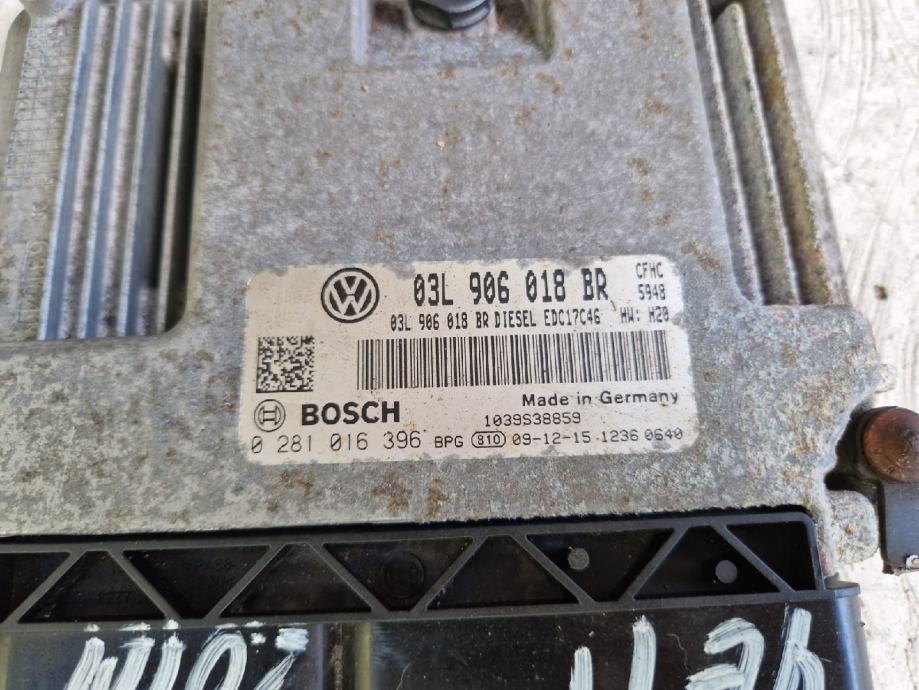 03L 906 018 BR CFHC
5948
03L 906 018 BR DIESEL EDC17C46 HW: H20
Made in Germany
BOSCH 1039S38859
0 281 016 396 BPG 810 09-12-15 1236 0640